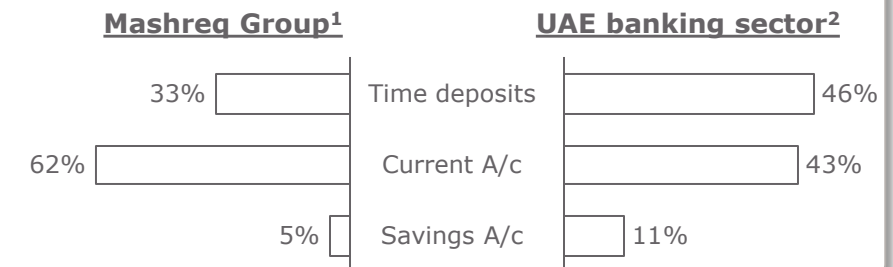 Mashreq Group¹ UAE banking sector²
33% Time deposits 46%
62% Current A/c 43%
5% Savings A/c 11%